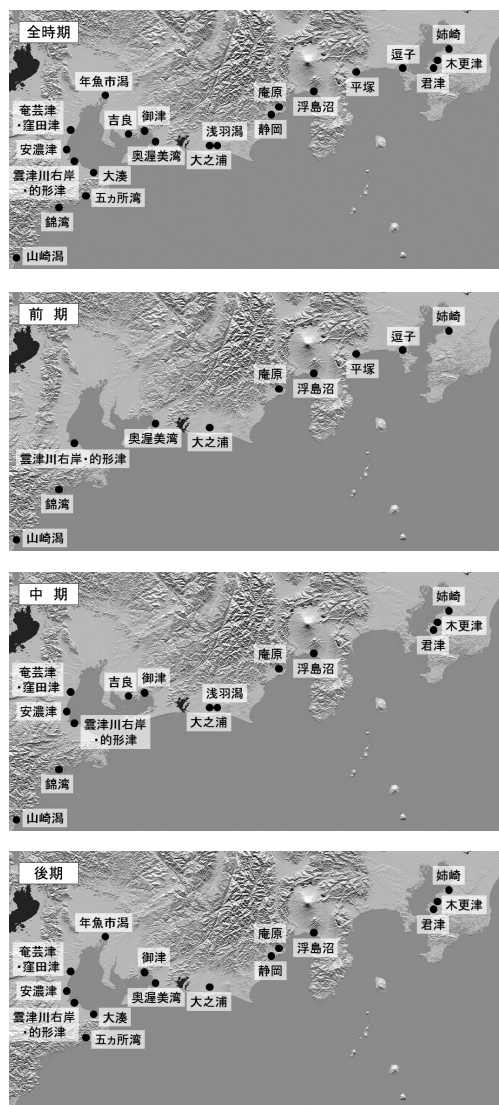 全時期
姉崎
逗子
木更津
平塚
君津
年魚市潟
庵原
浮島沼
奄芸津
・窪田津
吉良
御津
浅羽潟
静岡
安濃津
奥渥美湾
大之浦
雲津川右岸
・的形津
大湊
五ヵ所湾
錦湾
山崎潟
前期
姉崎
逗子
平塚
庵原
浮島沼
奥渥美湾
大之浦
雲津川右岸・的形津
錦湾
山崎潟
中期
姉崎
木更津
君津
庵原
浮島沼
奄芸津
・窪田津
吉良
御津
浅羽潟
安濃津
大之浦
雲津川右岸
・的形津
錦湾
山崎潟
後期
姉崎
木更津
君津
年魚市潟
庵原
浮島沼
奄芸津
・窪田津
御津
静岡
安濃津
奥渥美湾
大之浦
雲津川右岸
・的形津
大湊
五ヵ所湾